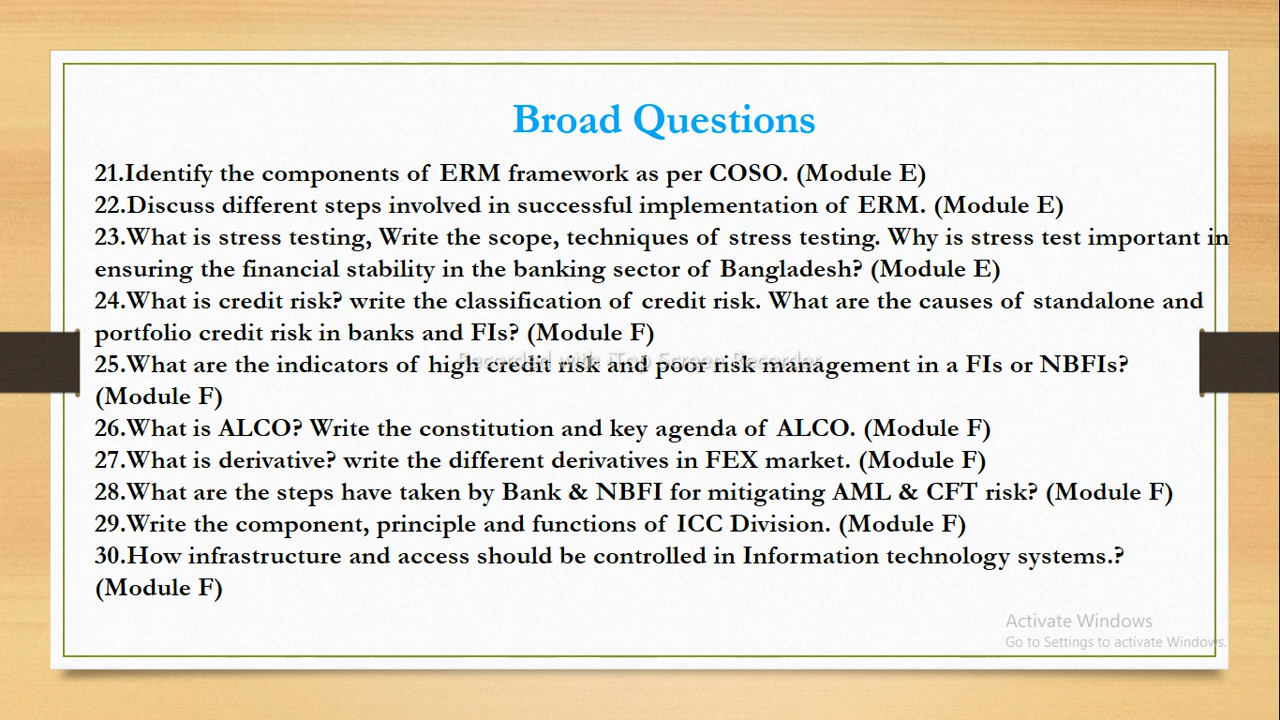 Broad Questions
21.Identify the components of ERM framework as per COSO. (Module E)
22.Discuss different steps involved in successful implementation of ERM. (Module E)
23.What is stress testing, Write the scope, techniques of stress testing. Why is stress test important in
ensuring the financial stability in the banking sector of Bangladesh? (Module E)
24.What is credit risk? write the classification of credit risk. What are the causes of standalone and
portfolio credit risk in banks and FIs? (Module F)
Recorded with iTop Screen Recorder
25.What are the indicators of high credit risk and poor risk management in a FIs or NBFIs?
(Module F)
26.What is ALCO? Write the constitution and key agenda of ALCO. (Module F)
27.What is derivative? write the different derivatives in FEX market. (Module F)
28.What are the steps have taken by Bank & NBFI for mitigating AML & CFT risk? (Module F)
29.Write the component, principle and functions of ICC Division. (Module F)
30.How infrastructure and access should be controlled in Information technology systems.?
(Module F)
Activate Windows
Go to Settings to activate Windows.